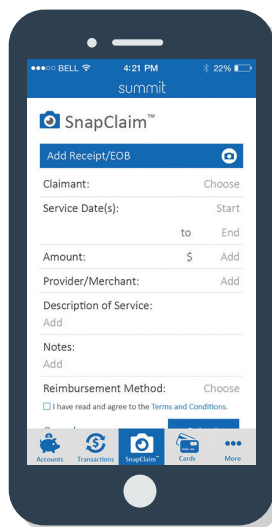 BELL 4:21 PM 22%
summit
SnapClaim™
Add Receipt/EOB
Claimant: Choose
Service Date(s): Start
to End
Amount: $ Add
Provider/Merchant: Add
Description of Service:
Add
Notes:
Add
Reimbursement Method: Choose
I have read and agree to the Terms and Conditions.
Accounts Transactions SnapClaim™ Cards More